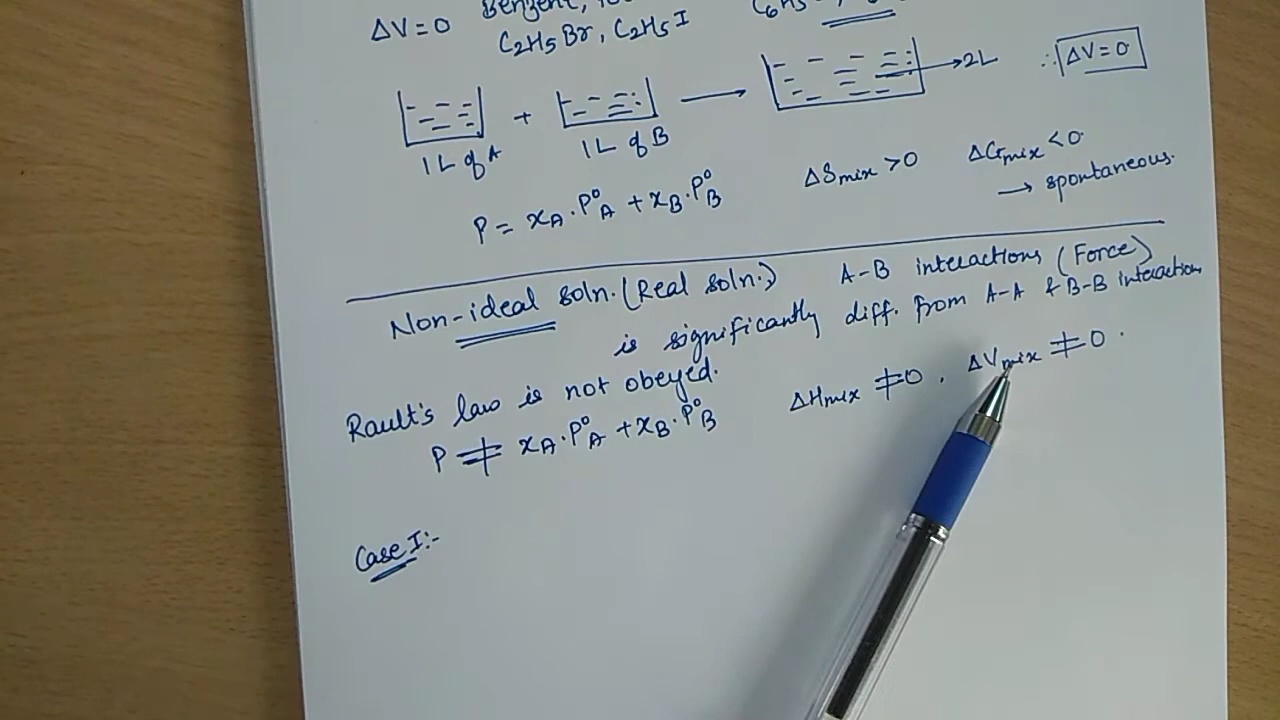 ΔV=0 Benzene,
C₂H₅Br, C₂H₅I C₆H₅
→2L ∴ ΔV=0
+ →
1L of A 1L of B
P = xA.P°A + xB.P°B ΔSmix >0 ΔGmix <0
→ spontaneous.
Non-ideal soln.(Real soln.) A-B interactions (Force)
is significantly diff. from A-A & B-B interaction
Rault's law is not obeyed.
P ≠ xA.P°A + xB.P°B ΔHmix ≠0. ΔVmix ≠0.
Case I:-